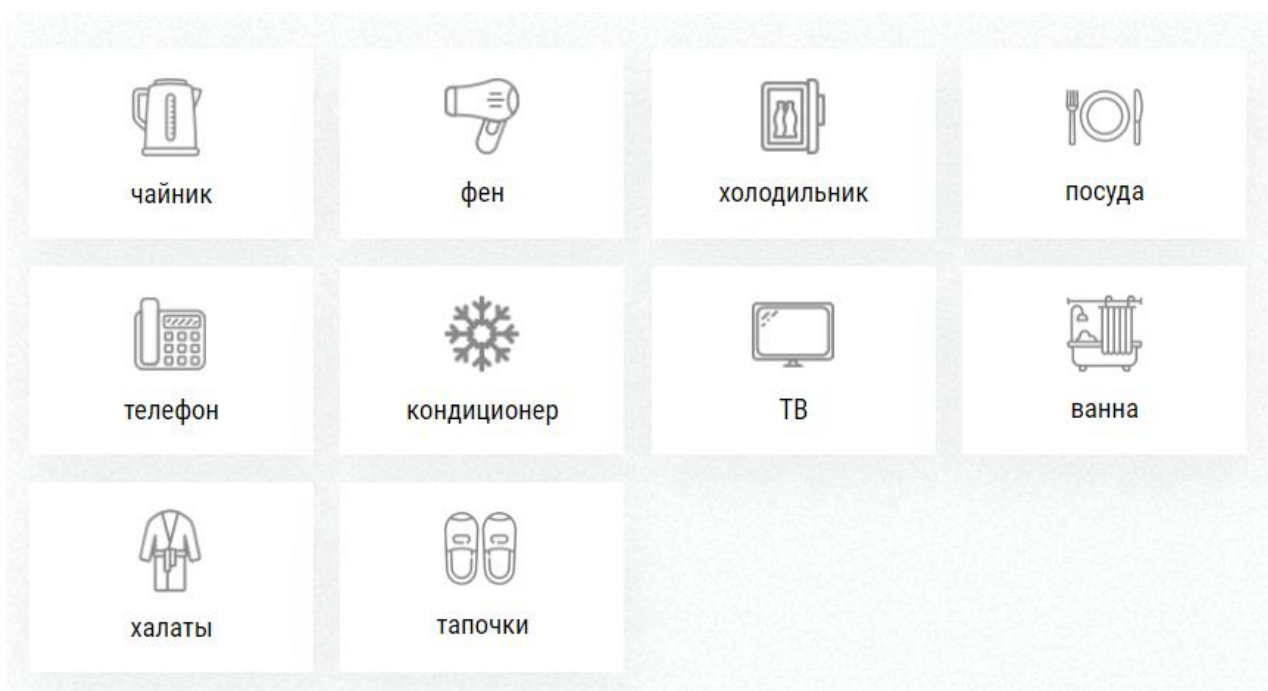 чайник
фен
холодильник
посуда
телефон
кондиционер
ТВ
ванна
халаты
тапочки